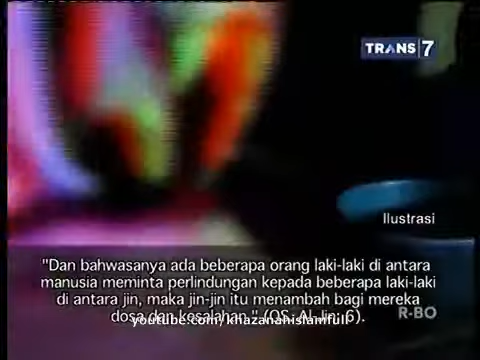 TRANS 7
Ilustrasi
"Dan bahwasanya ada beberapa orang laki-laki di antara
manusia meminta perlindungan kepada beberapa laki-laki
di antara jin, maka jin-jin itu menambah bagi mereka
dosa dan kesalahan." (QS. Al-Jin: 6).
youtube.com/khazanahislamfull
R-BO